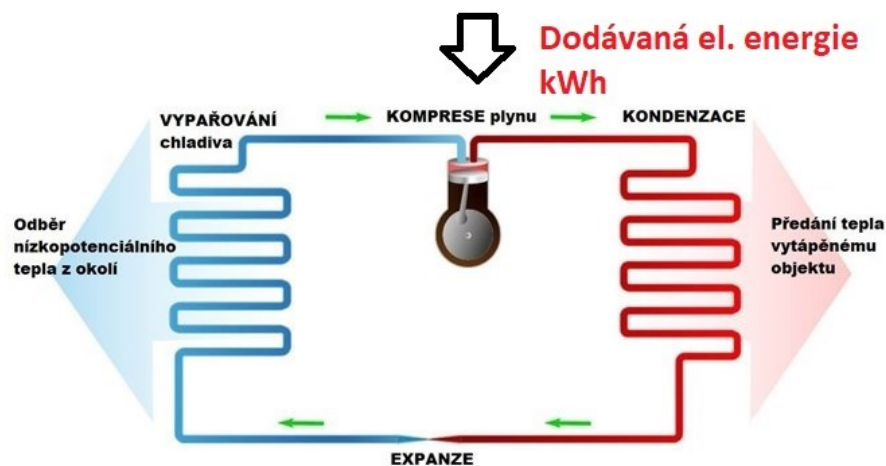 Dodávaná el. energie
kWh
VYPAŘOVÁNÍ
chladiva
KOMPRESE plynu
KONDENZACE
Odběr
nízkopotenciálního
tepla z okolí
Předání tepla
vytápěnému
objektu
EXPANZE